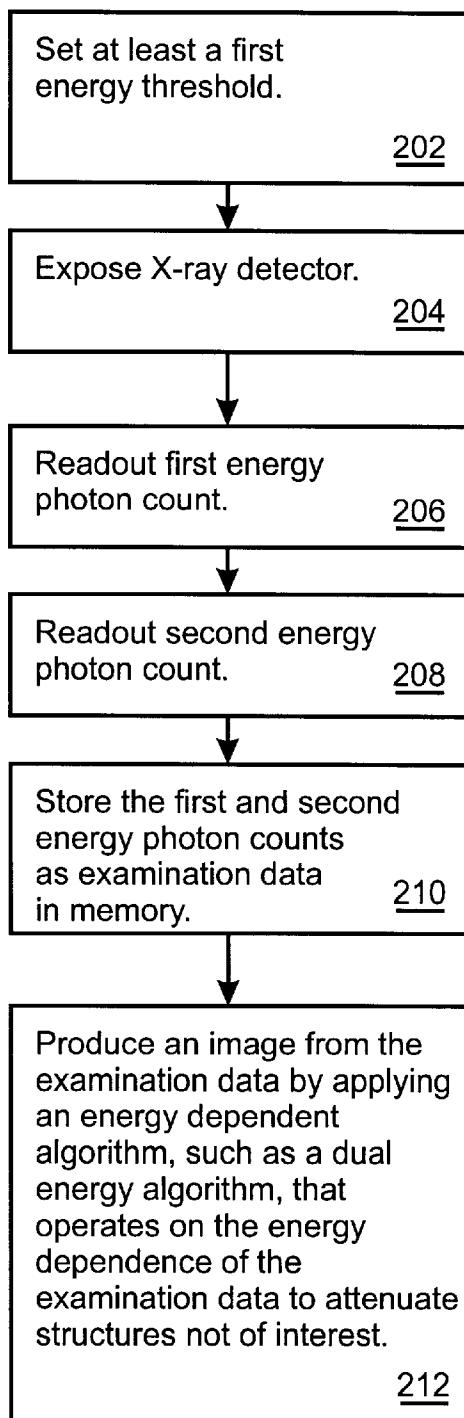 Set at least a first
energy threshold.
202
Expose X-ray detector.
204
Readout first energy
photon count.
206
Readout second energy
photon count.
208
Store the first and second
energy photon counts
as examination data
in memory.
210
Produce an image from the
examination data by applying
an energy dependent
algorithm, such as a dual
energy algorithm, that
operates on the energy
dependence of the
examination data to attenuate
structures not of interest.
212